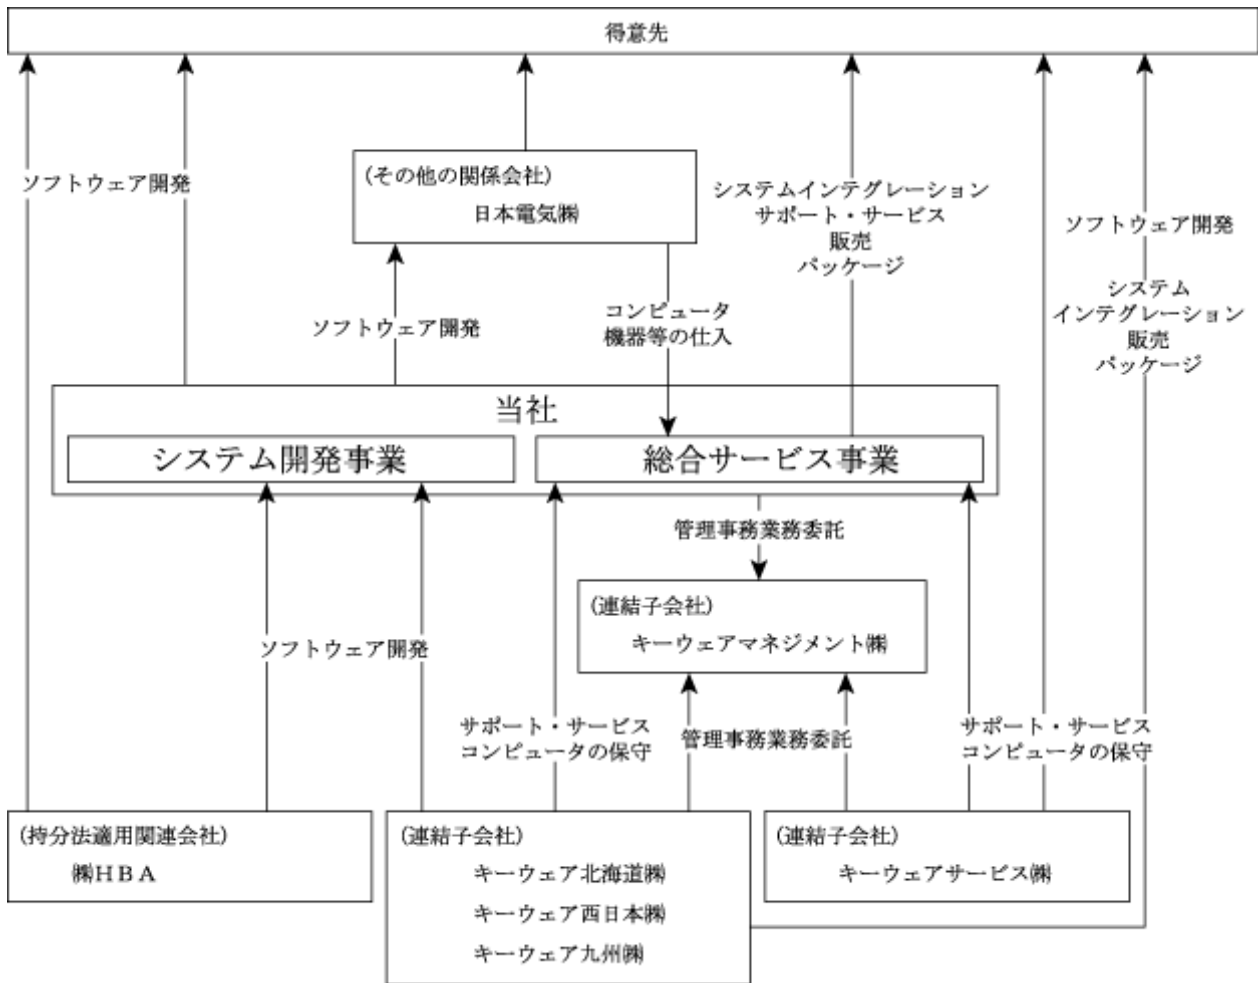 得意先
ソフトウェア開発
(その他の関係会社)
日本電気㈱
システムインテグレーション
サポート・サービス
販売
パッケージ
ソフトウェア開発
システム
インテグレーション
販売
パッケージ
ソフトウェア開発
コンピュータ
機器等の仕入
当社
システム開発事業
総合サービス事業
管理事務業務委託
(連結子会社)
キーウェアマネジメント㈱
ソフトウェア開発
サポート・サービス
コンピュータの保守
管理事務業務委託
サポート・サービス
コンピュータの保守
(持分法適用関連会社)
㈱ＨＢＡ
(連結子会社)
キーウェア北海道㈱
キーウェア西日本㈱
キーウェア九州㈱
(連結子会社)
キーウェアサービス㈱